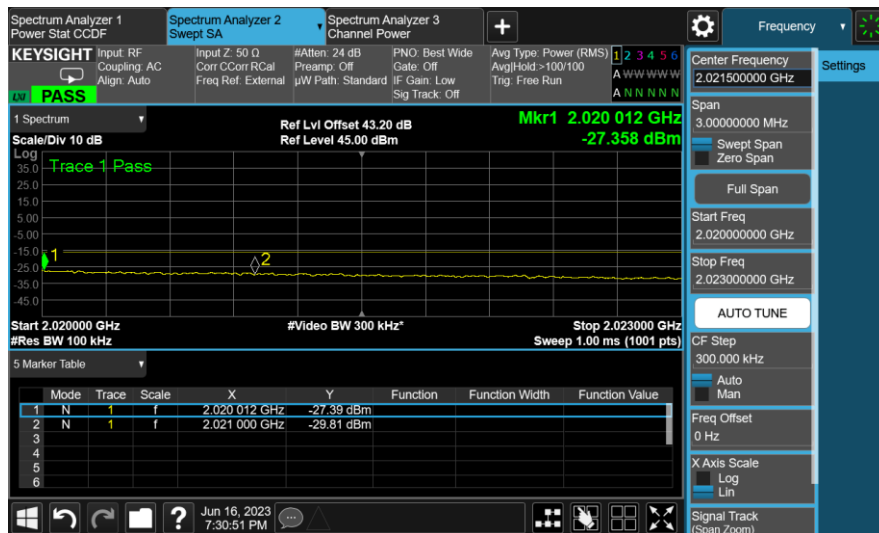 Spectrum Analyzer 1
Power Stat CCDF
Spectrum Analyzer 2
Swept SA
Spectrum Analyzer 3
Channel Power
+
Frequency
KEYSIGHT
LXI
PASS
Input: RF
Coupling: AC
Align: Auto
Input Z: 50 Ω
Corr CCorr RCal
Freq Ref: External
#Atten: 24 dB
Preamp: Off
µW Path: Standard
PNO: Best Wide
Gate: Off
IF Gain: Low
Sig Track: Off
Avg Type: Power (RMS)
Avg|Hold:>100/100
Trig: Free Run
1 2 3 4 5 6
A W W W W W
A N N N N N
1 Spectrum
Scale/Div 10 dB
Ref Lvl Offset 43.20 dB
Ref Level 45.00 dBm
Mkr1 2.020 012 GHz
-27.358 dBm
Log
Trace 1 Pass
35.0
25.0
15.0
5.00
-5.00
-15.0
-25.0
-35.0
-45.0
1
2
Start 2.020000 GHz
#Video BW 300 kHz*
Stop 2.023000 GHz
#Res BW 100 kHz
Sweep 1.00 ms (1001 pts)
5 Marker Table
Mode Trace Scale X Y Function Function Width Function Value
1 N 1 f 2.020 012 GHz -27.39 dBm
2 N 1 f 2.021 000 GHz -29.81 dBm
3
4
5
6
?
Jun 16, 2023
7:30:51 PM
Center Frequency
2.021500000 GHz
Settings
Span
3.00000000 MHz
Swept Span
Zero Span
Full Span
Start Freq
2.020000000 GHz
Stop Freq
2.023000000 GHz
AUTO TUNE
CF Step
300.000 kHz
Auto
Man
Freq Offset
0 Hz
X Axis Scale
Log
Lin
Signal Track
(Span Zoom)